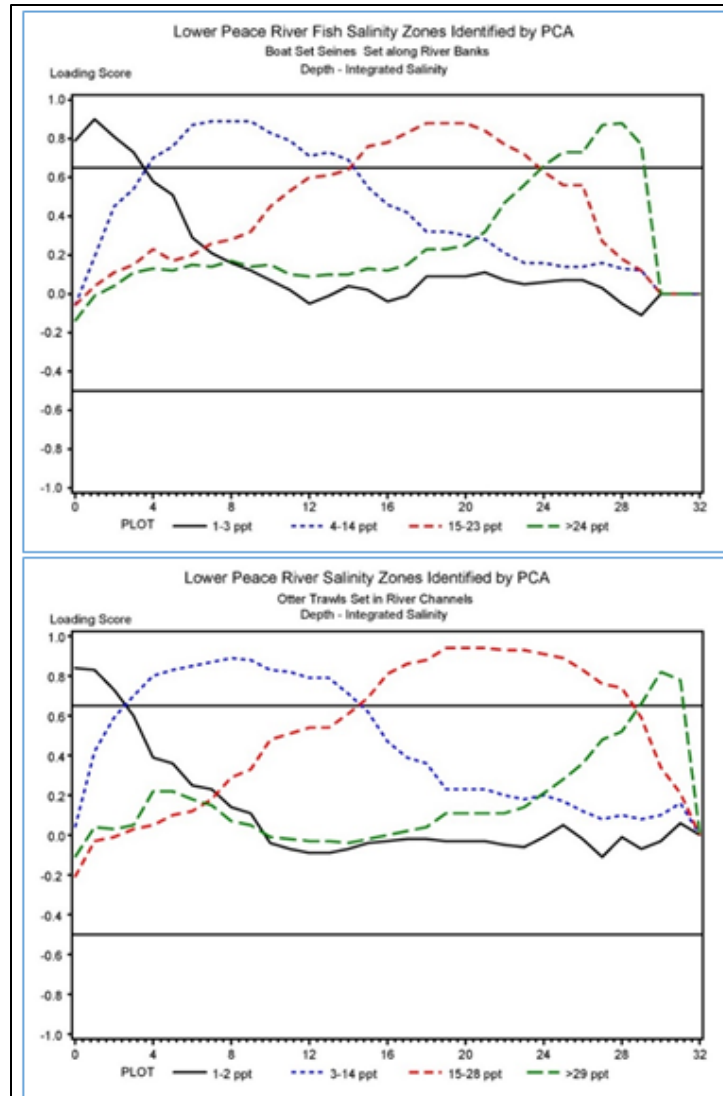 Lower Peace River Fish Salinity Zones Identified by PCA
Boat Set Seines Set along River Banks
Depth - Integrated Salinity
Loading Score
1.0
0.8
0.6
0.4
0.2
0.0
-0.2
-0.4
-0.6
-0.8
-1.0
0 4 8 12 16 20 24 28 32
PLOT 1-3 ppt 4-14 ppt 15-23 ppt >24 ppt
Lower Peace River Salinity Zones Identified by PCA
Otter Trawls Set in River Channels
Depth - Integrated Salinity
Loading Score
1.0
0.8
0.6
0.4
0.2
0.0
-0.2
-0.4
-0.6
-0.8
-1.0
0 4 8 12 16 20 24 28 32
PLOT 1-2 ppt 3-14 ppt 15-28 ppt >29 ppt